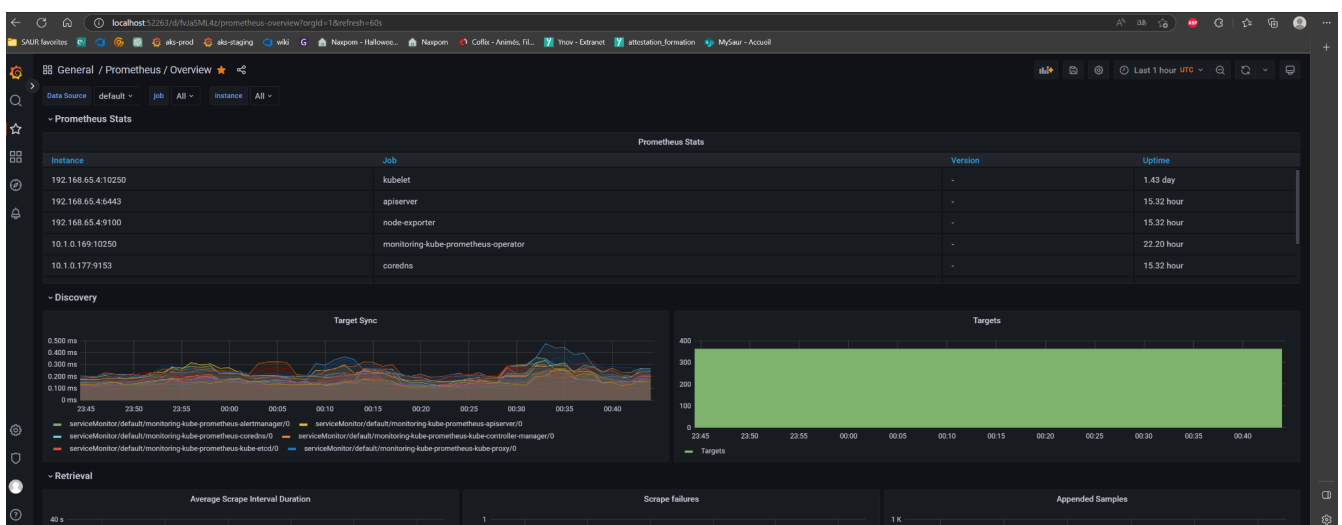 localhost:52263/d/fvJa5ML4z/prometheus-overview?orgId=1&refresh=60s
SAUR favorites aks-prod aks-staging wiki G Naxpom - Hallowee... Naxpom Coflix - Animés, Fil... Ynov - Extranet attestation_formation MySaur - Accueil
General / Prometheus / Overview
Last 1 hour UTC
Data Source default job All instance All
Prometheus Stats
Prometheus Stats
Instance Job Version Uptime
192.168.65.4:10250 kubelet - 1.43 day
192.168.65.4:6443 apiserver - 15.32 hour
192.168.65.4:9100 node-exporter - 15.32 hour
10.1.0.169:10250 monitoring-kube-prometheus-operator - 22.20 hour
10.1.0.177:9153 coredns - 15.32 hour
Discovery
Target Sync
0.500 ms
0.400 ms
0.300 ms
0.200 ms
0.100 ms
0 ms
23:45 23:50 23:55 00:00 00:05 00:10 00:15 00:20 00:25 00:30 00:35 00:40
serviceMonitor/default/monitoring-kube-prometheus-alertmanager/0 serviceMonitor/default/monitoring-kube-prometheus-apiserver/0
serviceMonitor/default/monitoring-kube-prometheus-coredns/0 serviceMonitor/default/monitoring-kube-prometheus-kube-controller-manager/0
serviceMonitor/default/monitoring-kube-prometheus-kube-etcd/0 serviceMonitor/default/monitoring-kube-prometheus-kube-proxy/0
Targets
400
300
200
100
0
23:45 23:50 23:55 00:00 00:05 00:10 00:15 00:20 00:25 00:30 00:35 00:40
Targets
Retrieval
Average Scrape Interval Duration
40 s
Scrape failures
1
Appended Samples
1 K